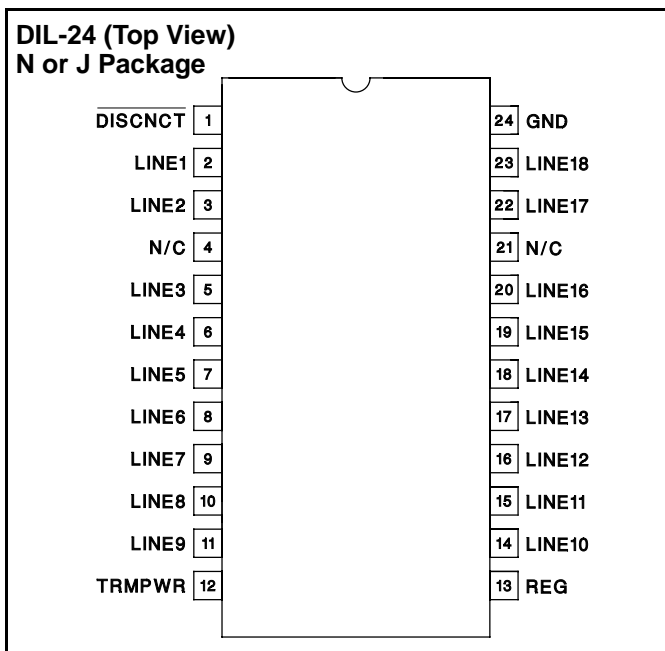 DIL-24 (Top View)
N or J Package
DISCNCT 1
LINE1 2
LINE2 3
N/C 4
LINE3 5
LINE4 6
LINE5 7
LINE6 8
LINE7 9
LINE8 10
LINE9 11
TRMPWR 12
24 GND
23 LINE18
22 LINE17
21 N/C
20 LINE16
19 LINE15
18 LINE14
17 LINE13
16 LINE12
15 LINE11
14 LINE10
13 REG